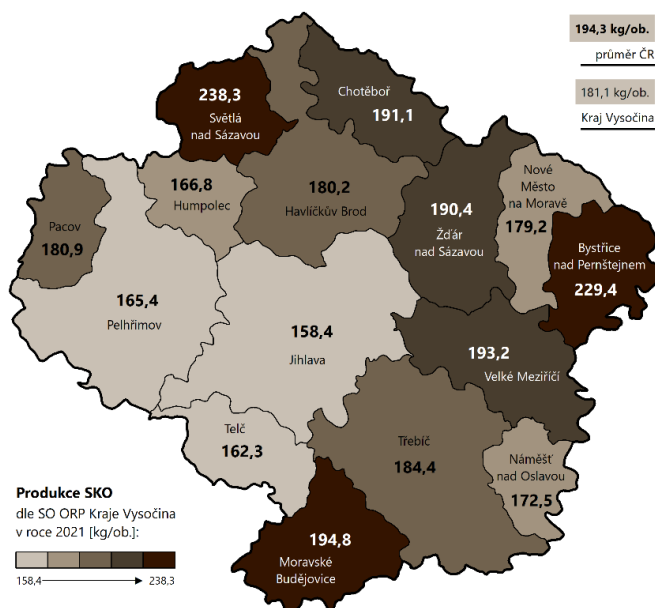 194,3 kg/ob.
průměr ČR
181,1 kg/ob.
Kraj Vysočina
238,3
Světlá
nad Sázavou
Chotěboř
191,1
166,8
Humpolec
180,2
Havlíčkův Brod
190,4
Žďár
nad Sázavou
Nové
Město
na Moravě
179,2
Bystřice
nad Pernštejnem
229,4
Pacov
180,9
165,4
Pelhřimov
158,4
Jihlava
193,2
Velké Meziříčí
Telč
162,3
Třebíč
184,4
Náměšť
nad Oslavou
172,5
194,8
Moravské
Budějovice
Produkce SKO
dle SO ORP Kraje Vysočina
v roce 2021 [kg/ob.]:
158,4
238,3